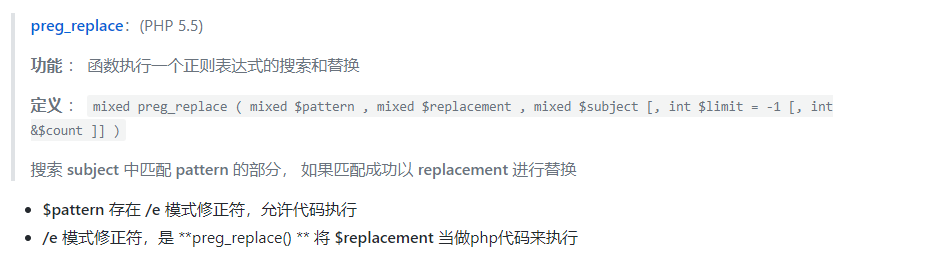 preg_replace：(PHP 5.5)
功能 ： 函数执行一个正则表达式的搜索和替换
定义 ： mixed preg_replace ( mixed $pattern , mixed $replacement , mixed $subject [, int $limit = -1 [, int
&$count ]] )
搜索 subject 中匹配 pattern 的部分， 如果匹配成功以 replacement 进行替换
• $pattern 存在 /e 模式修正符，允许代码执行
• /e 模式修正符，是 **preg_replace() ** 将 $replacement 当做php代码来执行